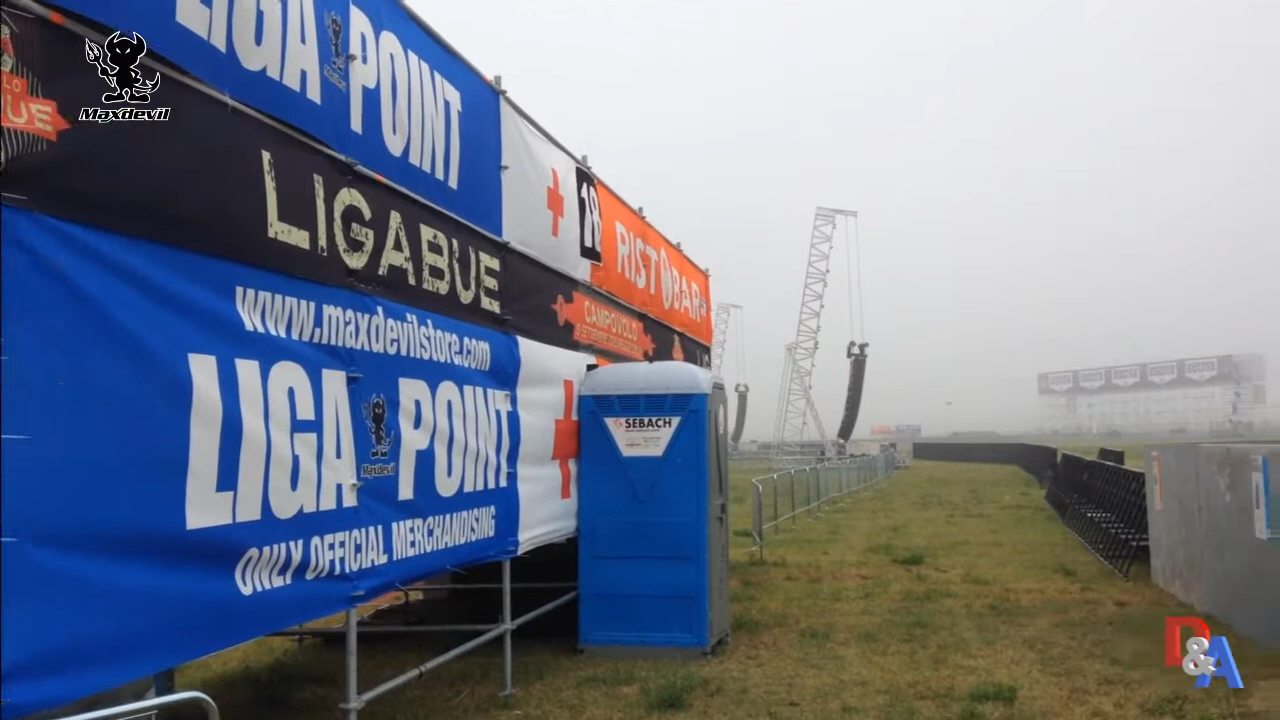 LIGA POINT
Maxdevil
LIGABUE
18
RISTOBAR
www.maxdevilstore.com
CAMPOVOLO
LIGA POINT
Maxdevil
ONLY OFFICIAL MERCHANDISING
SEBACH
D&A